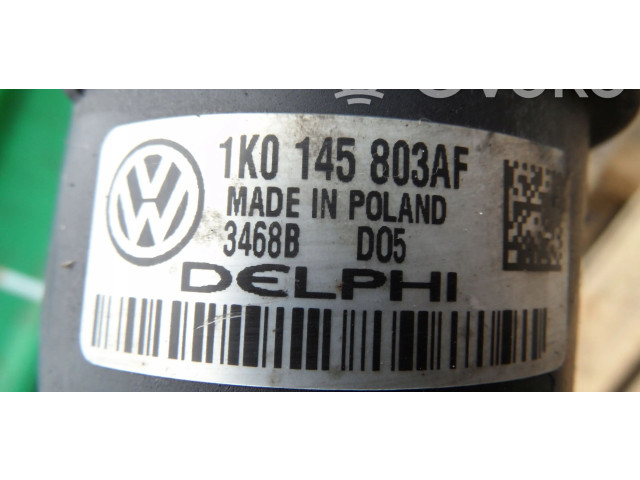 1K0 145 803AF
MADE IN POLAND
3468B D05
DELPHI